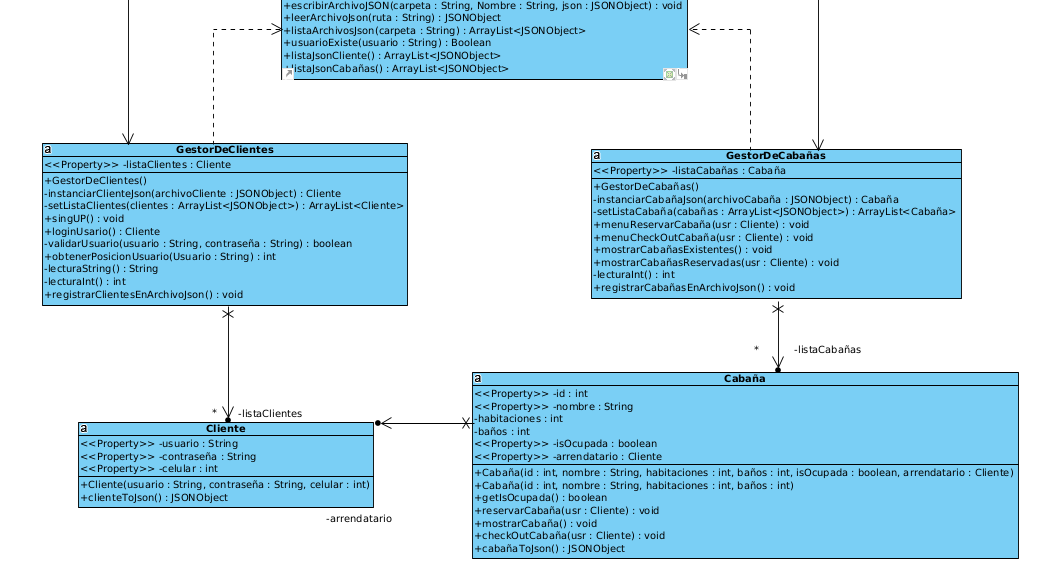 +escribirArchivoJSON(carpeta : String, Nombre : String, json : JSONObject) : void
+leerArchivoJson(ruta : String) : JSONObject
+listaArchivosJson(carpeta : String) : ArrayList<JSONObject>
+usuarioExiste(usuario : String) : Boolean
+listaJsonCliente() : ArrayList<JSONObject>
listaJsonCabañas() : ArrayList<JSONObject>
a
GestorDeClientes
<<Property>> -listaClientes : Cliente
+GestorDeClientes()
-instanciarClienteJson(archivoCliente : JSONObject) : Cliente
-setListaClientes(clientes : ArrayList<JSONObject>) : ArrayList<Cliente>
+singUP() : void
+loginUsario() : Cliente
-validarUsuario(usuario : String, contraseña : String) : boolean
+obtenerPosicionUsuario(Usuario : String) : int
-lecturaString() : String
-lecturaInt() : int
+registrarClientesEnArchivoJson() : void
a
GestorDeCabañas
<<Property>> -listaCabañas : Cabaña
+GestorDeCabañas()
-instanciarCabañaJson(archivoCabaña : JSONObject) : Cabaña
-setListaCabaña(cabañas : ArrayList<JSONObject>) : ArrayList<Cabaña>
+menuReservarCabaña(usr : Cliente) : void
+menuCheckOutCabaña(usr : Cliente) : void
+mostrarCabañasExistentes() : void
+mostrarCabañasReservadas(usr : Cliente) : void
-lecturaInt() : int
+registrarCabañasEnArchivoJson() : void
* -listaCabañas
* -listaClientes
a
Cliente
<<Property>> -usuario : String
<<Property>> -contraseña : String
<<Property>> -celular : int
+Cliente(usuario : String, contraseña : String, celular : int)
+clienteToJson() : JSONObject
-arrendatario
a
Cabaña
<<Property>> -id : int
<<Property>> -nombre : String
-habitaciones : int
-baños : int
<<Property>> -isOcupada : boolean
<<Property>> -arrendatario : Cliente
+Cabaña(id : int, nombre : String, habitaciones : int, baños : int, isOcupada : boolean, arrendatario : Cliente)
+Cabaña(id : int, nombre : String, habitaciones : int, baños : int)
+getIsOcupada() : boolean
+reservarCabaña(usr : Cliente) : void
+mostrarCabaña() : void
+checkOutCabaña(usr : Cliente) : void
+cabañaToJson() : JSONObject